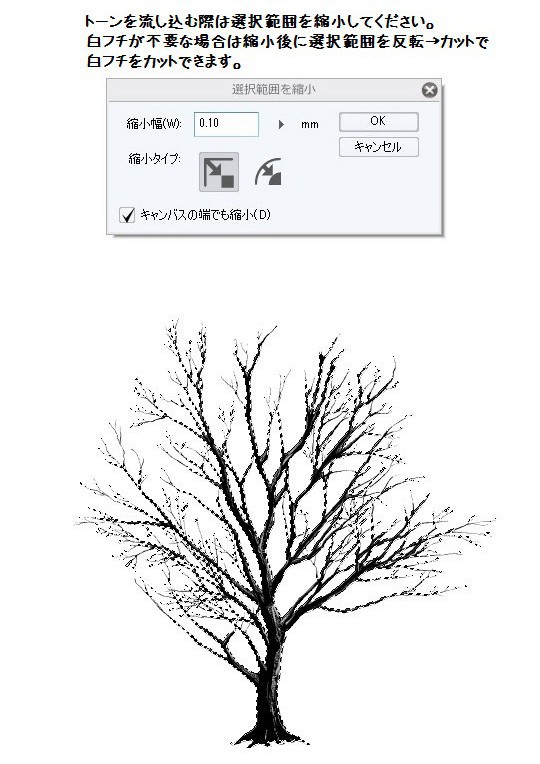 トーンを流し込む際は選択範囲を縮小してください。
白フチが不要な場合は縮小後に選択範囲を反転→カットで
白フチをカットできます。
選択範囲を縮小
縮小幅(W): 0.10 mm OK
キャンセル
縮小タイプ:
キャンバスの端でも縮小(D)